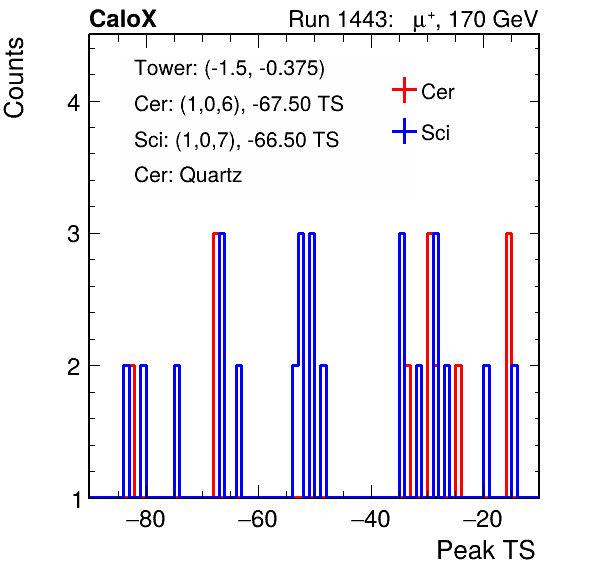 CaloX Run 1443: μ⁺, 170 GeV
Counts
Tower: (-1.5, -0.375)
Cer: (1,0,6), -67.50 TS
Sci: (1,0,7), -66.50 TS
Cer: Quartz
Cer
Sci
4
3
2
1
−80 −60 −40 −20
Peak TS